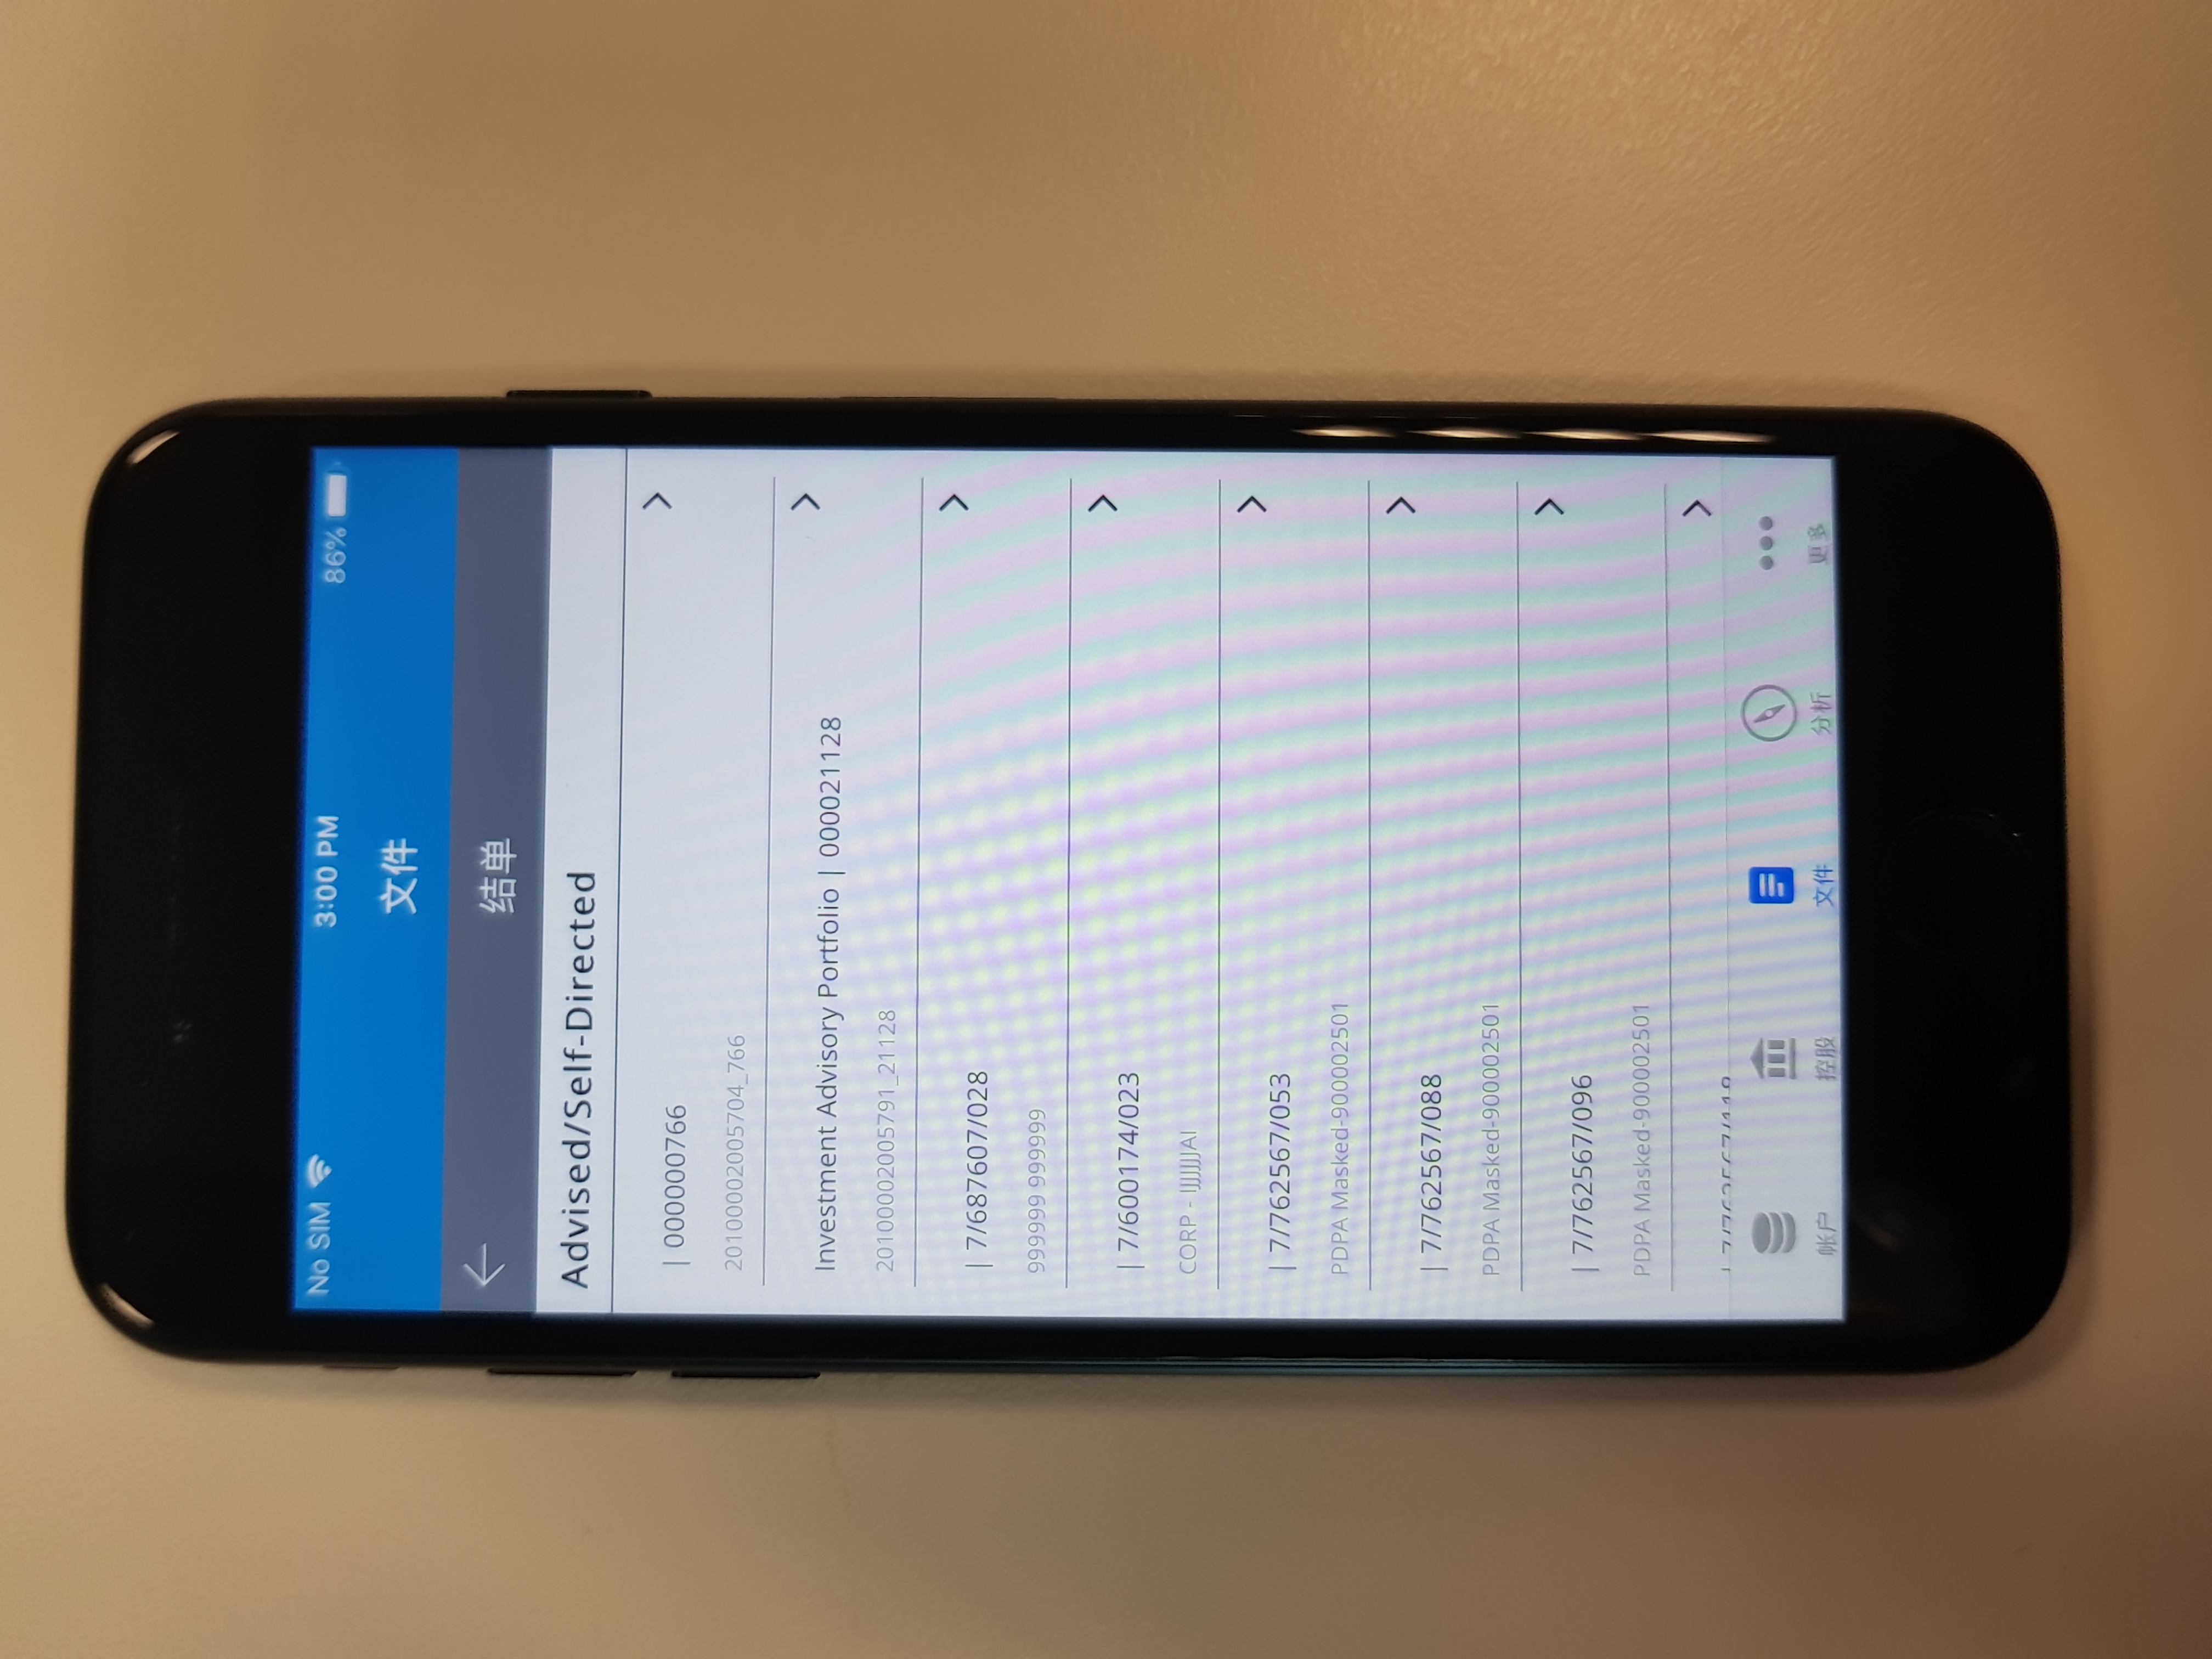 No SIM 3:00 PM 86%
文件
结单
Advised/Self-Directed
| 000000766
20100002005704_766
Investment Advisory Portfolio | 000021128
20100002005791_21128
| 7/687607/028
999999 999999
| 7/600174/023
CORP - IJJJJJJAI
| 7/762567/053
PDPA Masked-900002501
| 7/762567/088
PDPA Masked-900002501
| 7/762567/096
PDPA Masked-900002501
帐户 控股 文件 分析 更多